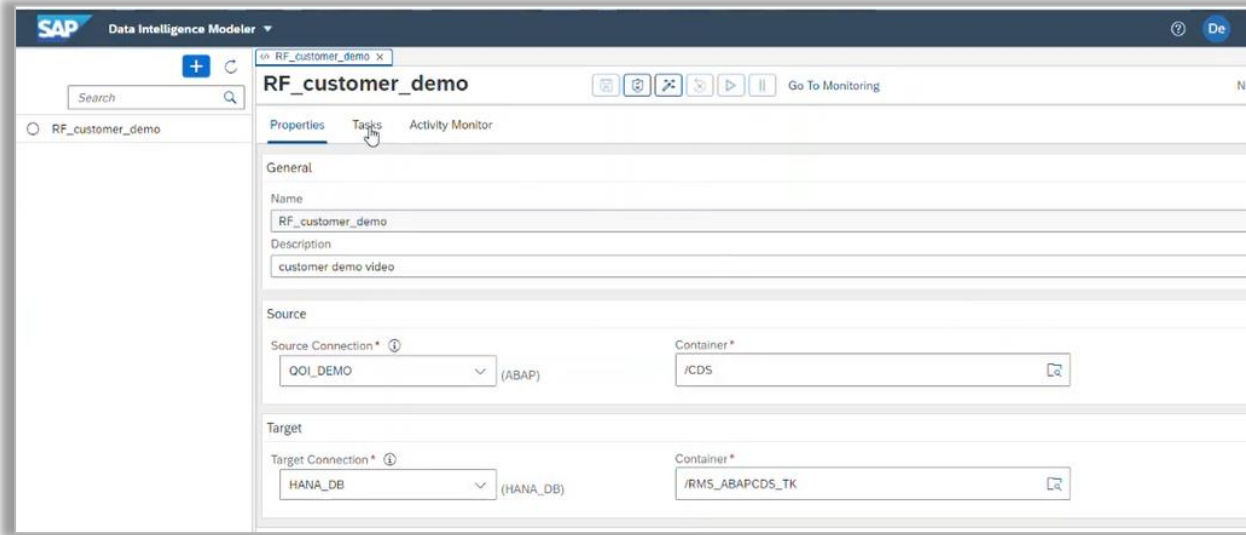 SAP Data Intelligence Modeler De
RF_customer_demo
RF_customer_demo Go To Monitoring N
Search
RF_customer_demo
Properties Tasks Activity Monitor
General
Name
RF_customer_demo
Description
customer demo video
Source
Source Connection* Container*
QOI_DEMO (ABAP) /CDS
Target
Target Connection* Container*
HANA_DB (HANA_DB) /RMS_ABAPCDS_TK